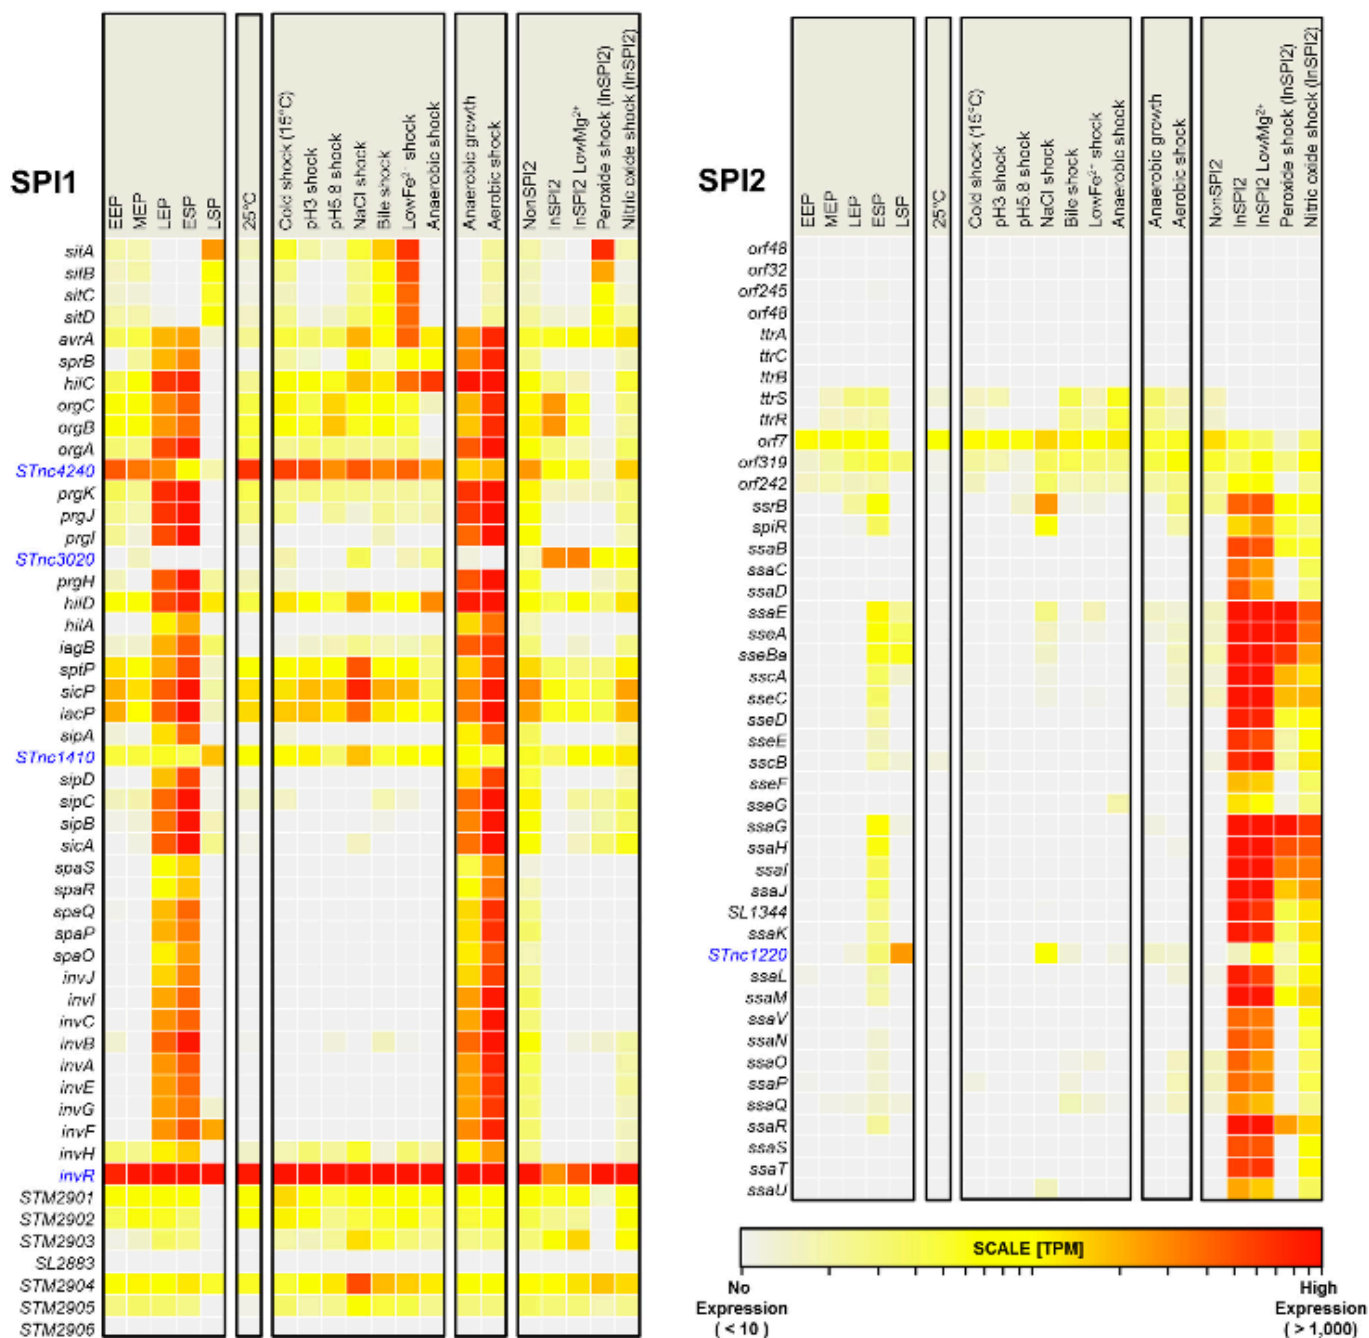 SPI1
EEP
MEP
LEP
ESP
LSP
25°C
Cold shock (15°C)
pH3 shock
pH5.8 shock
NaCl shock
Bile shock
LowFe²⁺ shock
Anaerobic shock
Anaerobic growth
Aerobic shock
NonSPI2
InSPI2
InSPI2 LowMg²⁺
Peroxide shock (InSPI2)
Nitric oxide shock (InSPI2)
sitA
sitB
sitC
sitD
avrA
sprB
hilC
orgC
orgB
orgA
STnc4240
prgK
prgJ
prgI
STnc3020
prgH
hilD
hilA
iagB
sptP
sicP
iacP
sipA
STnc1410
sipD
sipC
sipB
sicA
spaS
spaR
spaQ
spaP
spaO
invJ
invI
invC
invB
invA
invE
invG
invF
invH
invR
STM2901
STM2902
STM2903
SL2883
STM2904
STM2905
STM2906
SPI2
EEP
MEP
LEP
ESP
LSP
25°C
Cold shock (15°C)
pH3 shock
pH5.8 shock
NaCl shock
Bile shock
LowFe²⁺ shock
Anaerobic shock
Anaerobic growth
Aerobic shock
NonSPI2
InSPI2
InSPI2 LowMg²⁺
Peroxide shock (InSPI2)
Nitric oxide shock (InSPI2)
orf48
orf32
orf245
orf48
ttrA
ttrC
ttrB
ttrS
ttrR
orf7
orf319
orf242
ssrB
spiR
ssaB
ssaC
ssaD
ssaE
sseA
sseBa
sscA
sseC
sseD
sseE
sscB
sseF
sseG
ssaG
ssaH
ssaI
ssaJ
SL1344
ssaK
STnc1220
ssaL
ssaM
ssaV
ssaN
ssaO
ssaP
ssaQ
ssaR
ssaS
ssaT
ssaU
SCALE [TPM]
No
Expression
( < 10 )
High
Expression
( > 1,000)